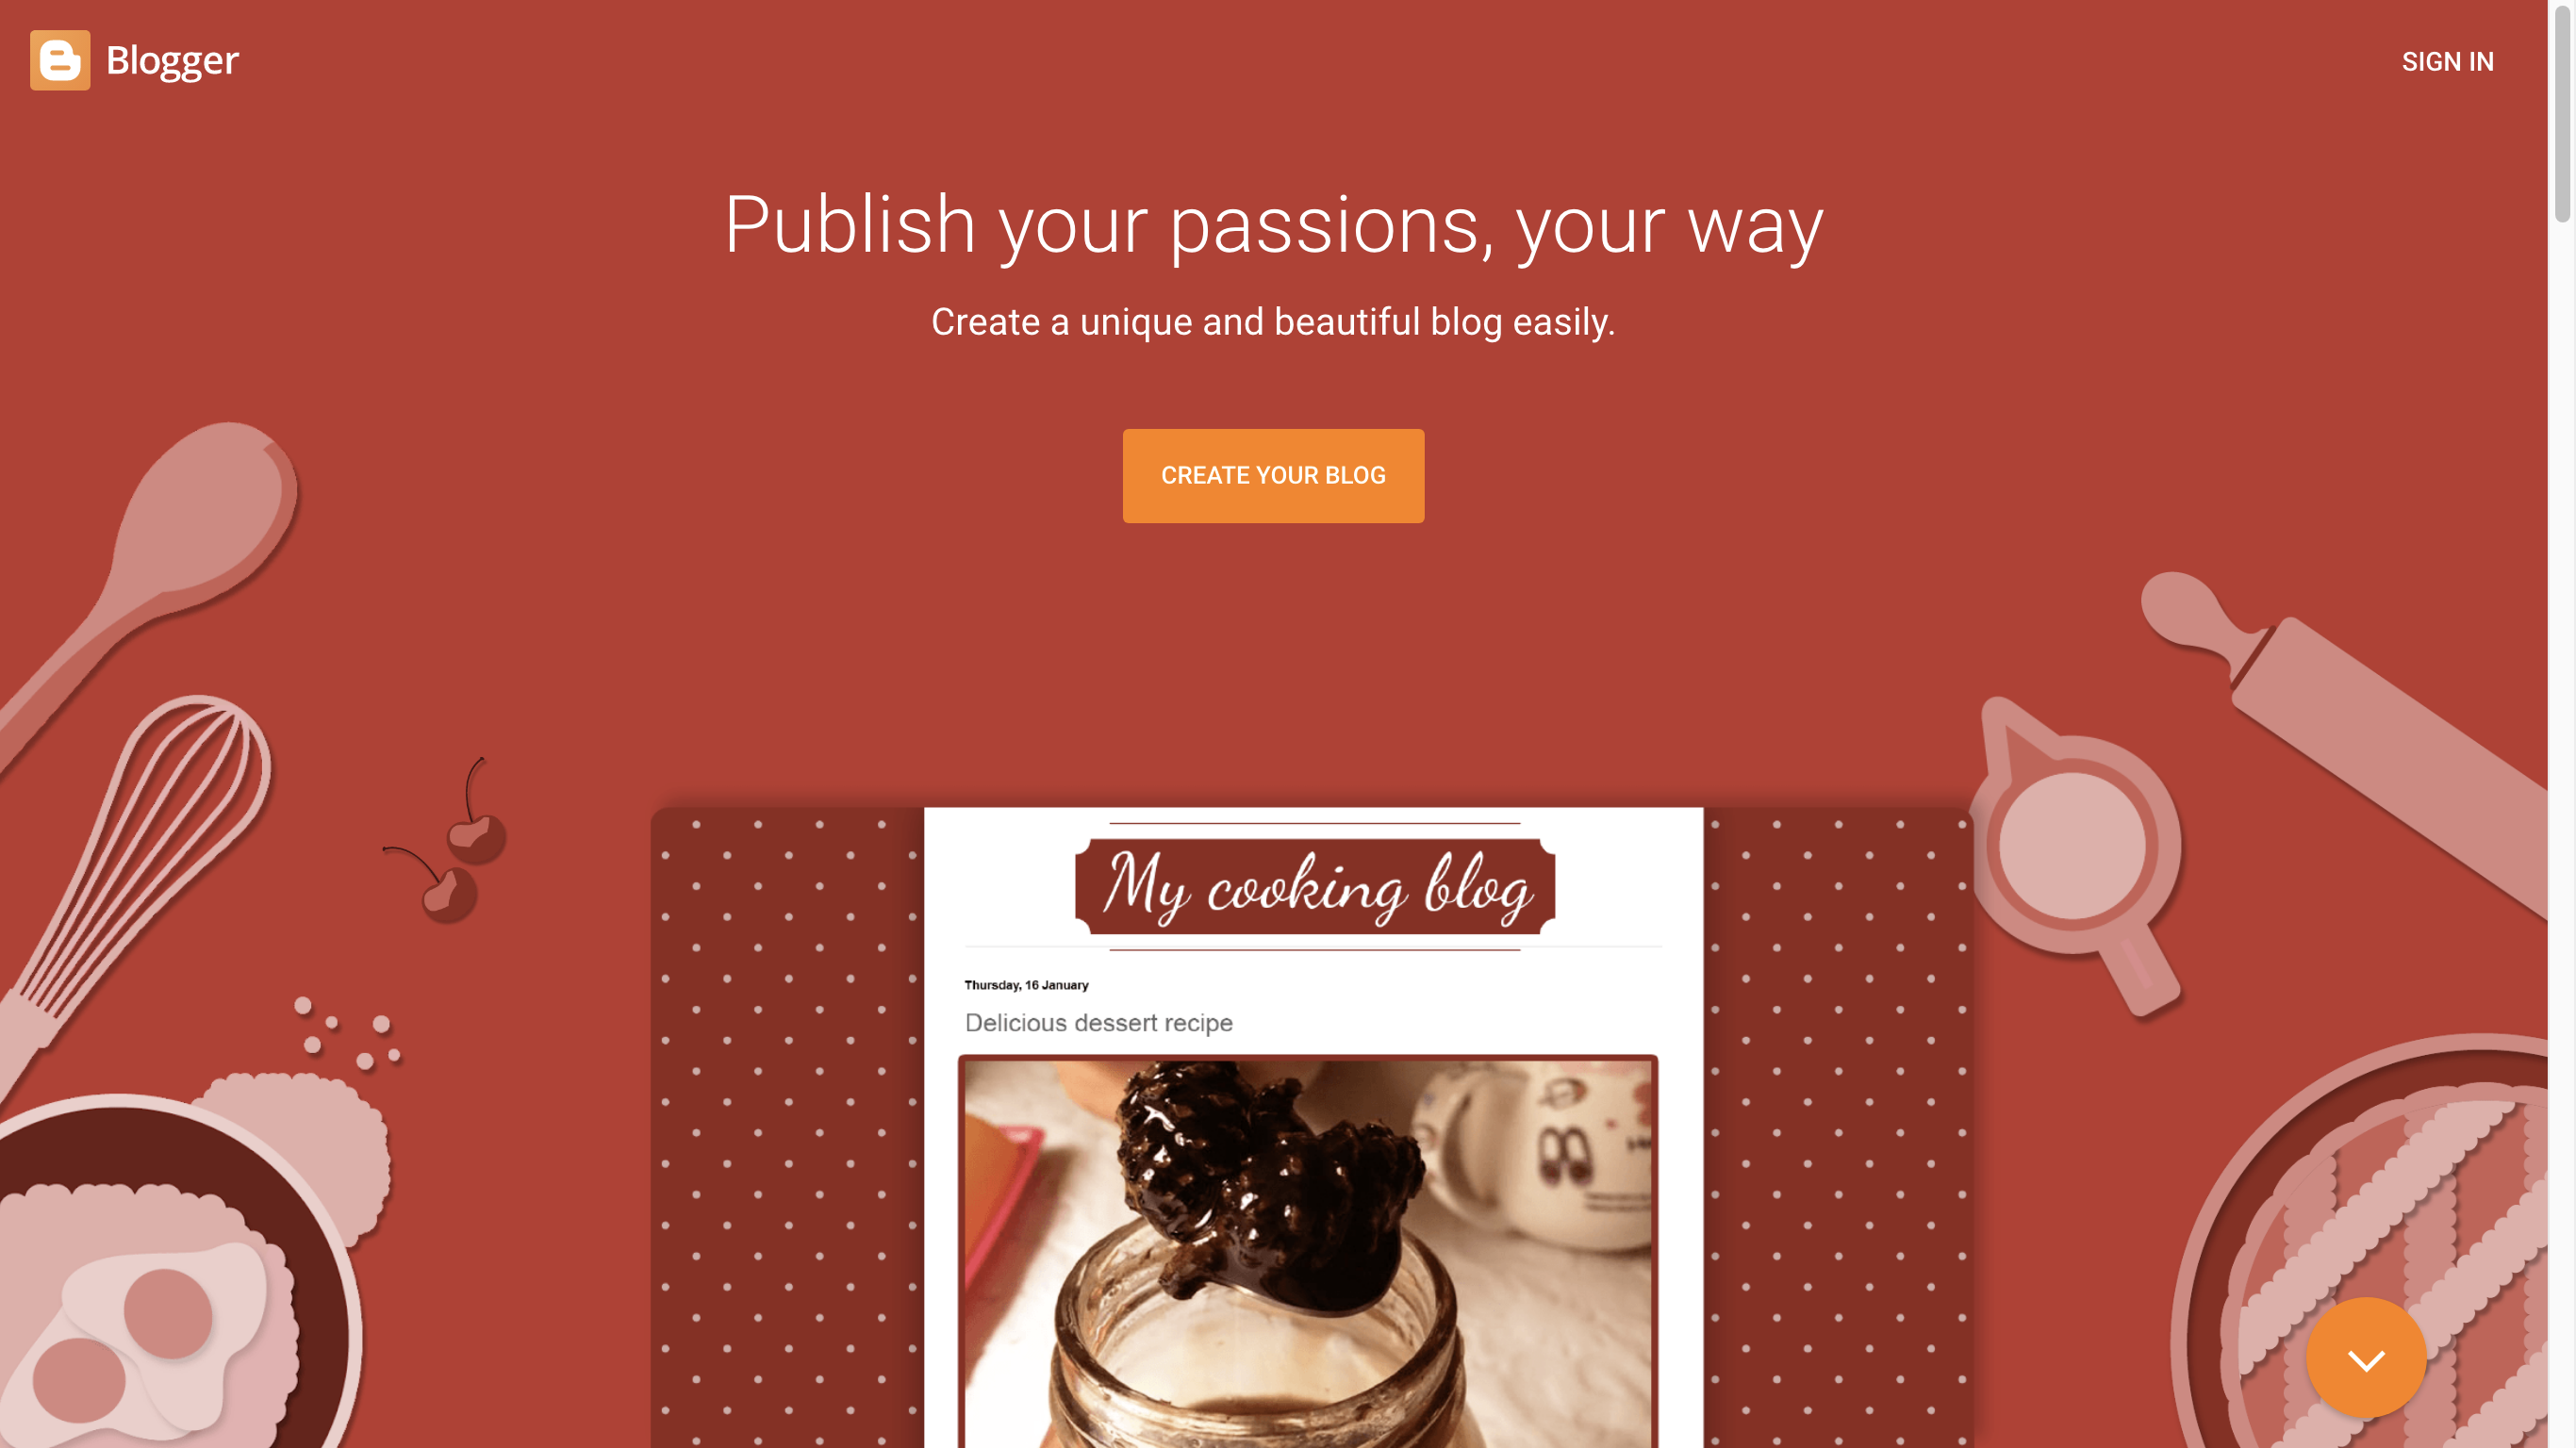 Blogger
SIGN IN
Publish your passions, your way
Create a unique and beautiful blog easily.
CREATE YOUR BLOG
My cooking blog
Thursday, 16 January
Delicious dessert recipe